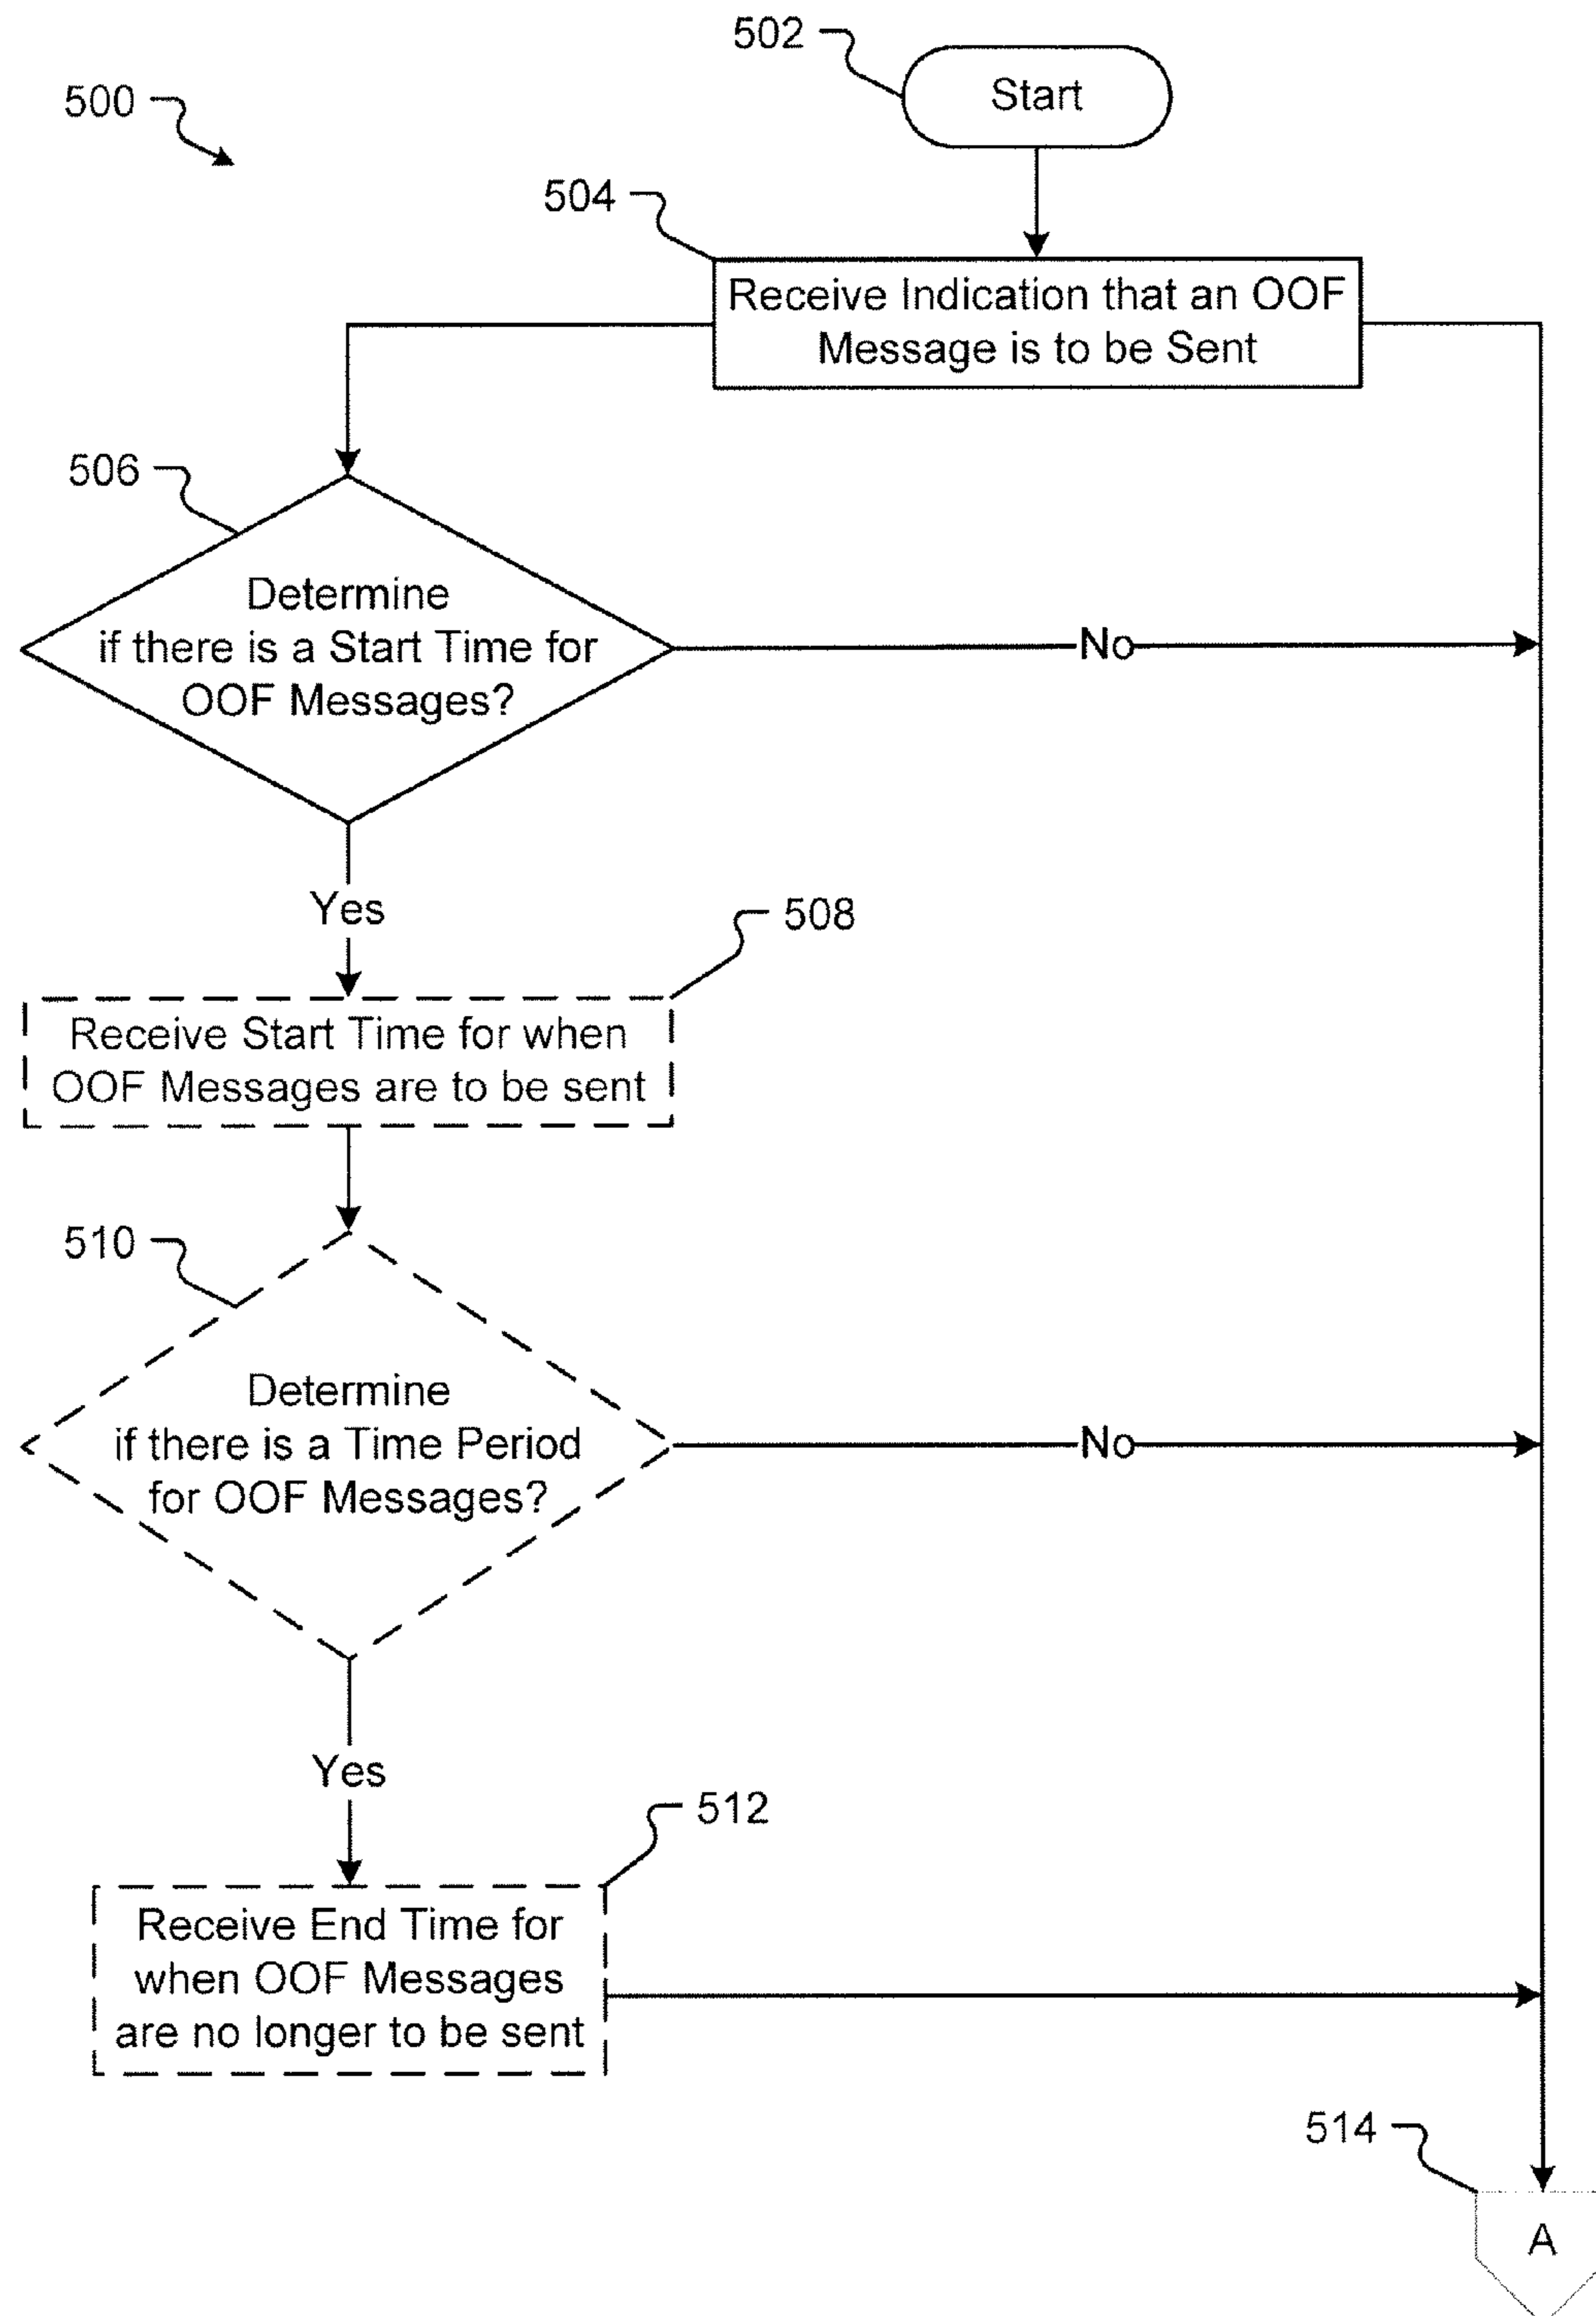 502
Start
500
504
Receive Indication that an OOF
Message is to be Sent
506
Determine
if there is a Start Time for
OOF Messages?
No
Yes
508
Receive Start Time for when
OOF Messages are to be sent
510
Determine
if there is a Time Period
for OOF Messages?
No
Yes
512
Receive End Time for
when OOF Messages
are no longer to be sent
514
A